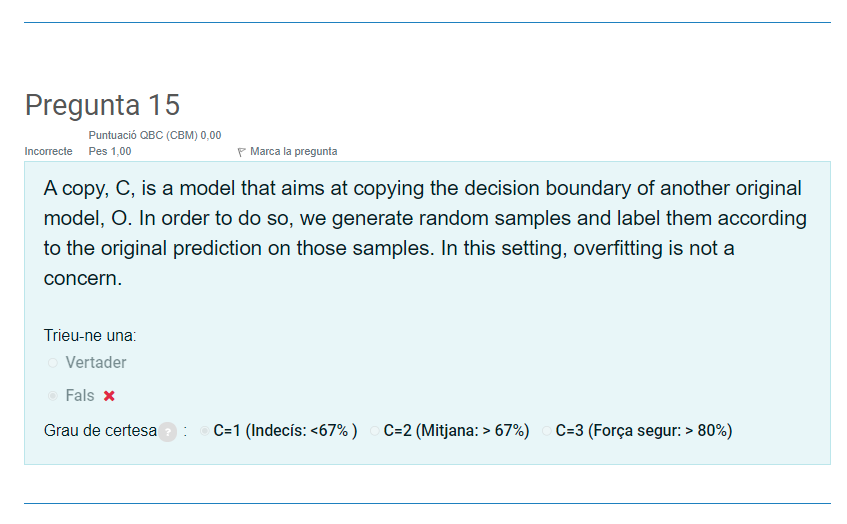 Pregunta 15
Puntuació QBC (CBM) 0,00
Incorrecte Pes 1,00 Marca la pregunta
A copy, C, is a model that aims at copying the decision boundary of another original
model, O. In order to do so, we generate random samples and label them according
to the original prediction on those samples. In this setting, overfitting is not a
concern.
Trieu-ne una:
Vertader
Fals
Grau de certesa ? : C=1 (Indecís: <67% ) C=2 (Mitjana: > 67%) C=3 (Força segur: > 80%)